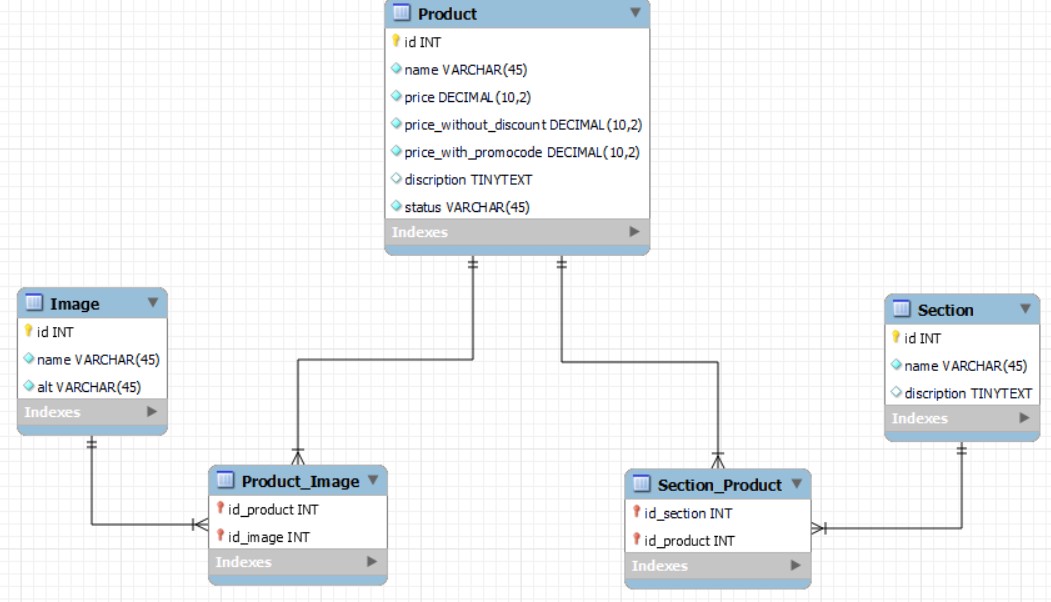 Product
id INT
name VARCHAR(45)
price DECIMAL(10,2)
price_without_discount DECIMAL(10,2)
price_with_promocode DECIMAL(10,2)
discription TINYTEXT
status VARCHAR(45)
Indexes
Image
id INT
name VARCHAR(45)
alt VARCHAR(45)
Indexes
Section
id INT
name VARCHAR(45)
discription TINYTEXT
Indexes
Product_Image
id_product INT
id_image INT
Indexes
Section_Product
id_section INT
id_product INT
Indexes